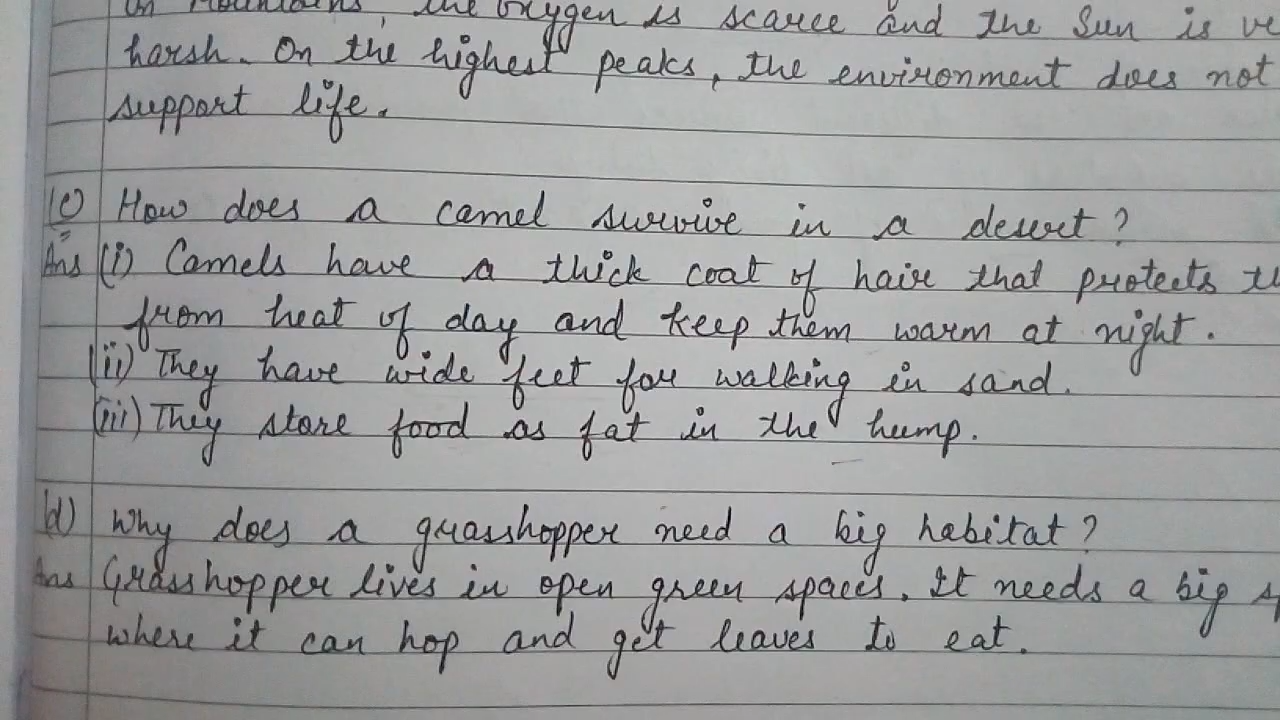 On Mountains, the oxygen is scarce and the Sun is ve
harsh. On the highest peaks, the environment does not
support life.
(c) How does a camel survive in a desert?
Ans (i) Camels have a thick coat of hair that protects th
from heat of day and keep them warm at night.
(ii) They have wide feet for walking in sand.
(iii) They store food as fat in the hump.
(d) Why does a grasshopper need a big habitat?
Ans Grasshopper lives in open green spaces. It needs a big sp
where it can hop and get leaves to eat.